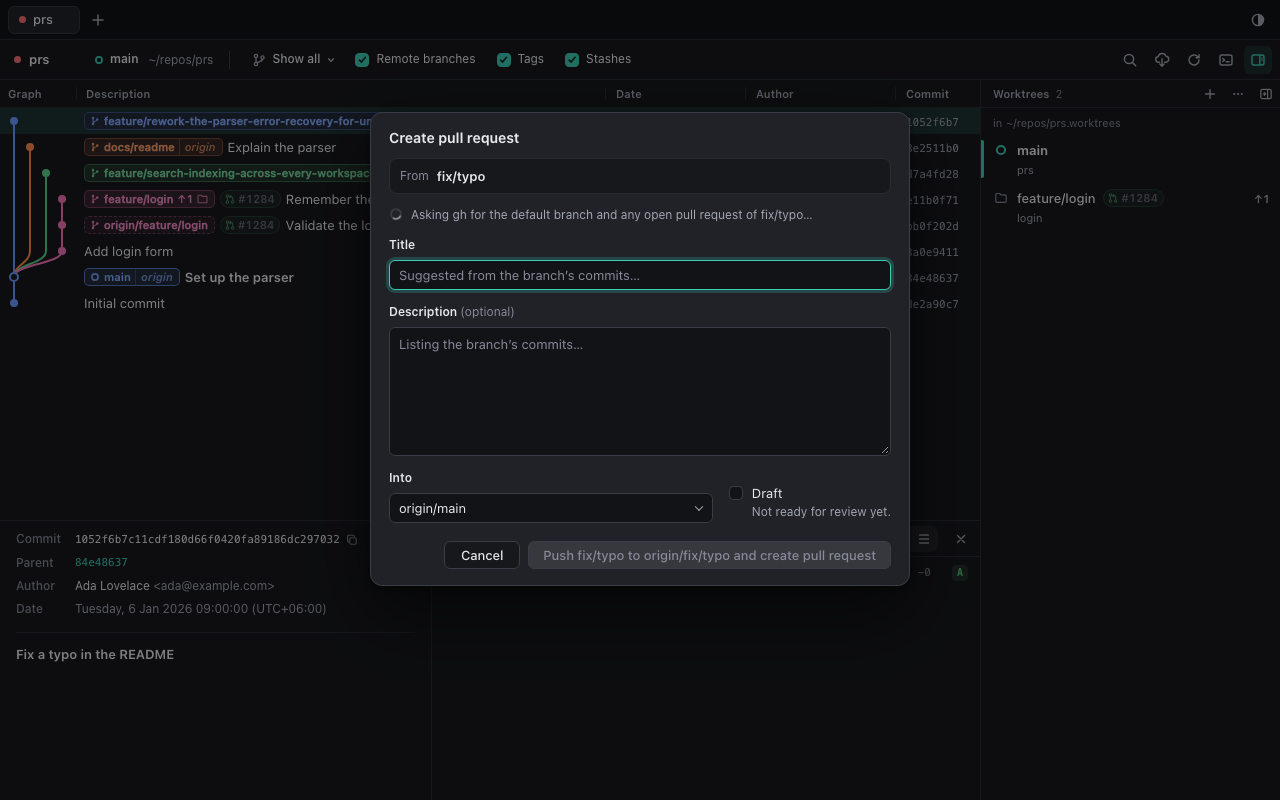 prs
prs main ~/repos/prs Show all Remote branches Tags Stashes
Graph Description Date Author Commit Worktrees 2
feature/rework-the-parser-error-recovery-for-un 1052f6b7
in ~/repos/prs.worktrees
docs/readme origin Explain the parser e2511b0
main
prs
feature/search-indexing-across-every-workspac 7a4fd28
feature/login ↑1 #1284 Remember the e11b0f71
feature/login #1284 ↑1
login
origin/feature/login #1284 Validate the lo b0f202d
Add login form a0e9411
main origin Set up the parser 4e48637
Initial commit e2a90c7
Create pull request
From fix/typo
Asking gh for the default branch and any open pull request of fix/typo…
Title
Suggested from the branch’s commits…
Description (optional)
Listing the branch’s commits…
Into
origin/main
Draft
Not ready for review yet.
Cancel Push fix/typo to origin/fix/typo and create pull request
Commit 1052f6b7c11cdf180d66f0420fa89186dc297032
Parent 84e48637
Author Ada Lovelace <ada@example.com>
Date Tuesday, 6 Jan 2026 09:00:00 (UTC+06:00)
−0 A
Fix a typo in the README